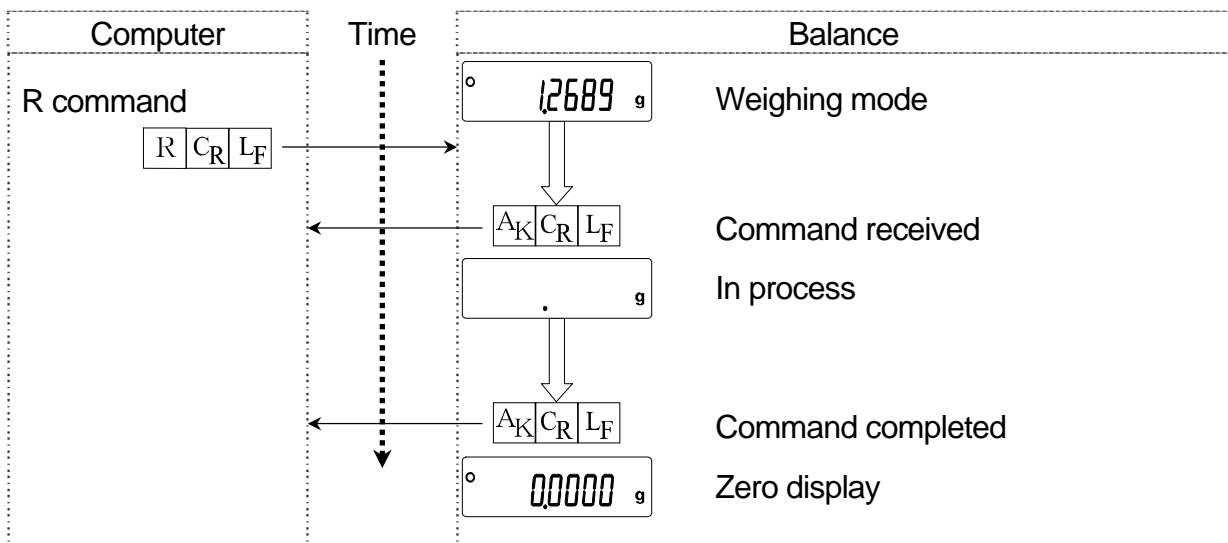 Computer Time Balance
1.2689 g Weighing mode
R command
R CR LF
AK CR LF Command received
. g In process
AK CR LF Command completed
0.0000 g Zero display